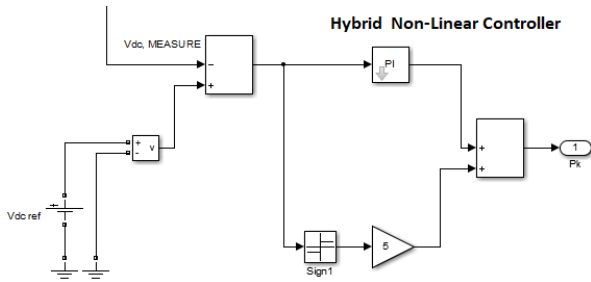 Hybrid Non-Linear Controller
Vdc, MEASURE
−
+
PI
+
-
v
+
+
1
Pk
+
Vdc ref
5
Sign1